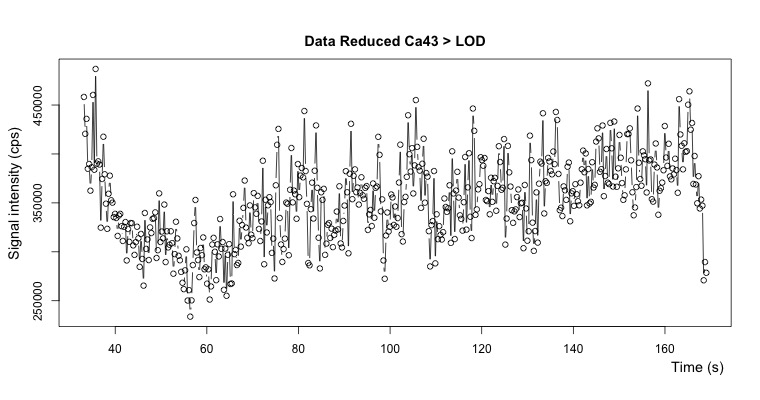 Data Reduced Ca43 > LOD
Signal intensity (cps)
450000
350000
250000
40 60 80 100 120 140 160
Time (s)